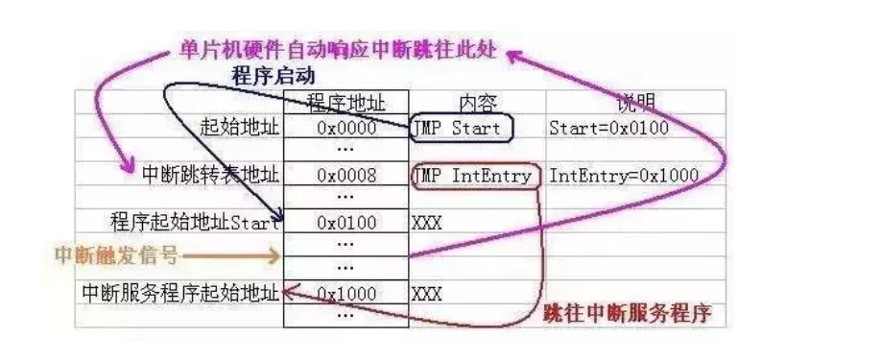 单片机硬件自动响应中断跳往此处
程序启动
程序地址 内容 说明
起始地址 0x0000 JMP Start Start=0x0100
...
中断跳转表地址 0x0008 JMP IntEntry IntEntry=0x1000
...
程序起始地址Start 0x0100 XXX
...
中断触发信号 ...
中断服务程序起始地址 0x1000 XXX
... 跳往中断服务程序